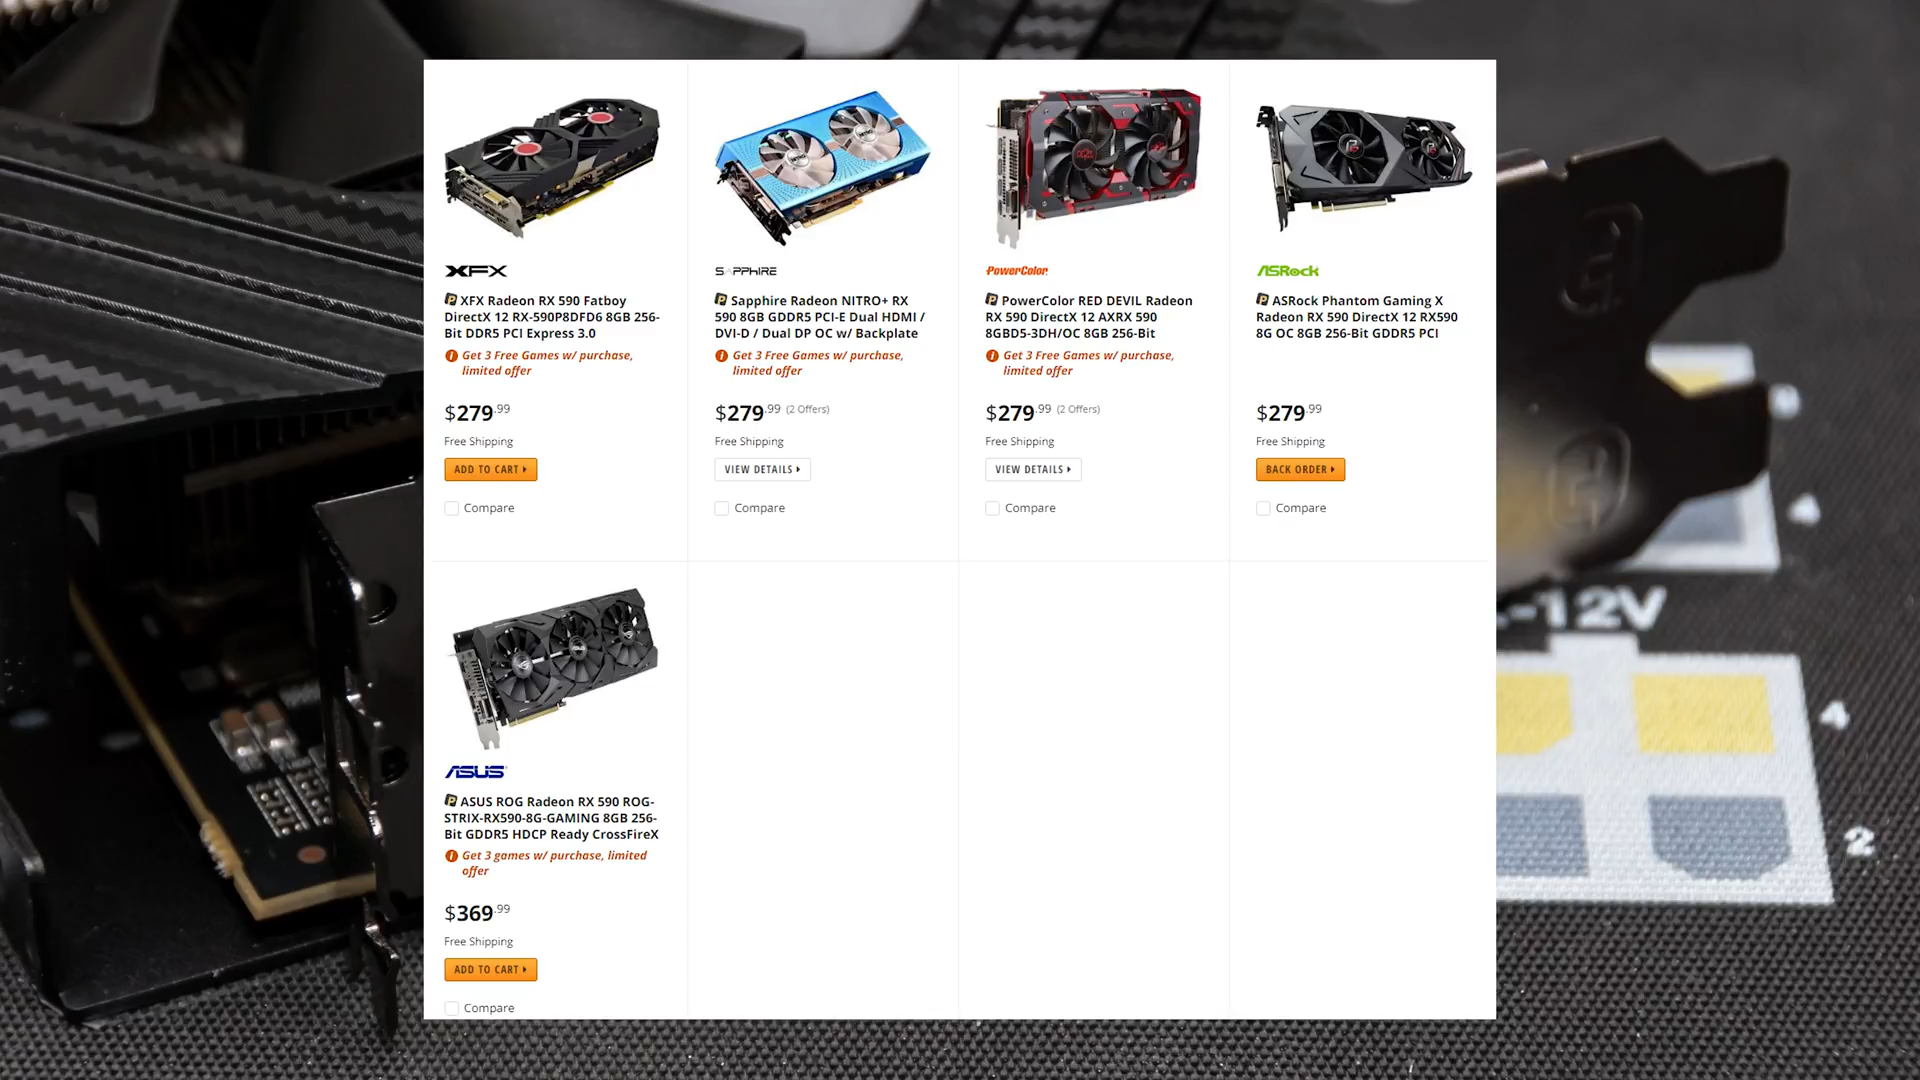 XFX
XFX Radeon RX 590 Fatboy
DirectX 12 RX-590P8DFD6 8GB 256-
Bit DDR5 PCI Express 3.0
Get 3 Free Games w/ purchase,
limited offer
$279.99
Free Shipping
ADD TO CART
Compare
SAPPHIRE
Sapphire Radeon NITRO+ RX
590 8GB GDDR5 PCI-E Dual HDMI /
DVI-D / Dual DP OC w/ Backplate
Get 3 Free Games w/ purchase,
limited offer
$279.99 (2 Offers)
Free Shipping
VIEW DETAILS
Compare
PowerColor
PowerColor RED DEVIL Radeon
RX 590 DirectX 12 AXRX 590
8GBD5-3DH/OC 8GB 256-Bit
Get 3 Free Games w/ purchase,
limited offer
$279.99 (2 Offers)
Free Shipping
VIEW DETAILS
Compare
ASRock
ASRock Phantom Gaming X
Radeon RX 590 DirectX 12 RX590
8G OC 8GB 256-Bit GDDR5 PCI
$279.99
Free Shipping
BACK ORDER
Compare
ASUS
ASUS ROG Radeon RX 590 ROG-
STRIX-RX590-8G-GAMING 8GB 256-
Bit GDDR5 HDCP Ready CrossFireX
Get 3 games w/ purchase, limited
offer
$369.99
Free Shipping
ADD TO CART
Compare
4
-12V
4
2